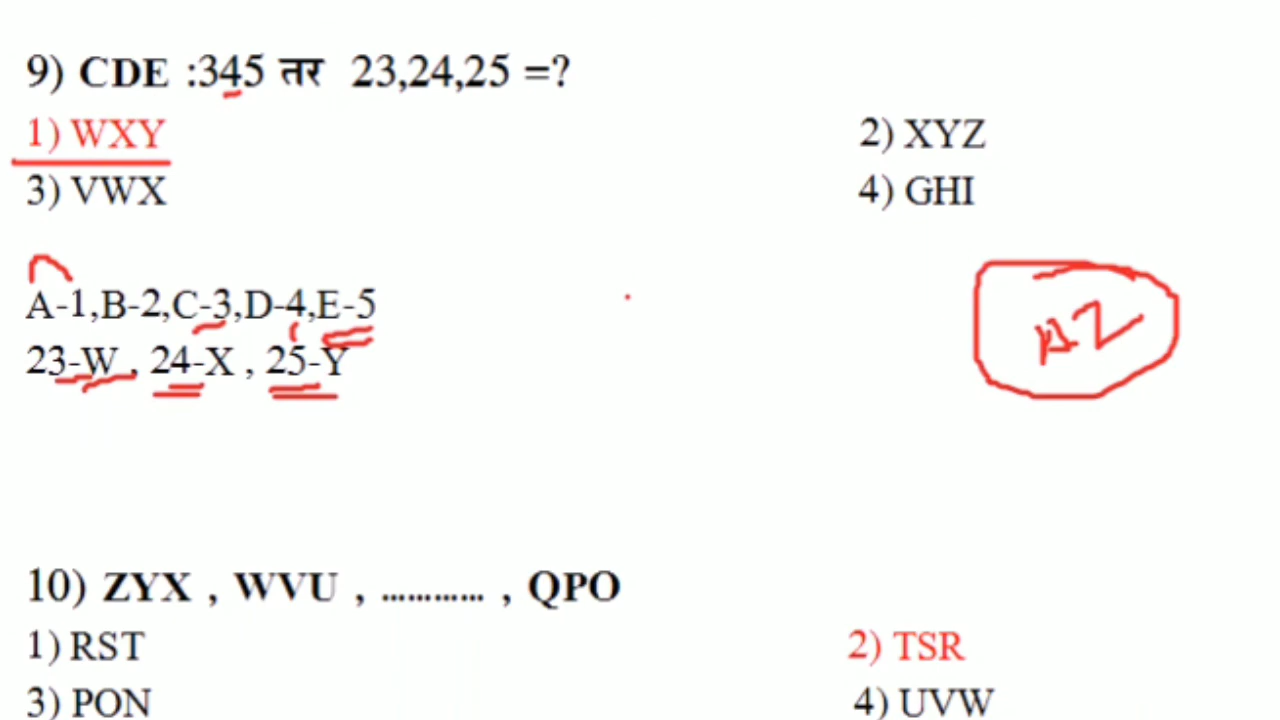 9) CDE :345 तर 23,24,25 =?
1) WXY 2) XYZ
3) VWX 4) GHI
A-1,B-2,C-3,D-4,E-5
23-W , 24-X , 25-Y
10) ZYX , WVU , ............ , QPO
1) RST 2) TSR
3) PON 4) UVW